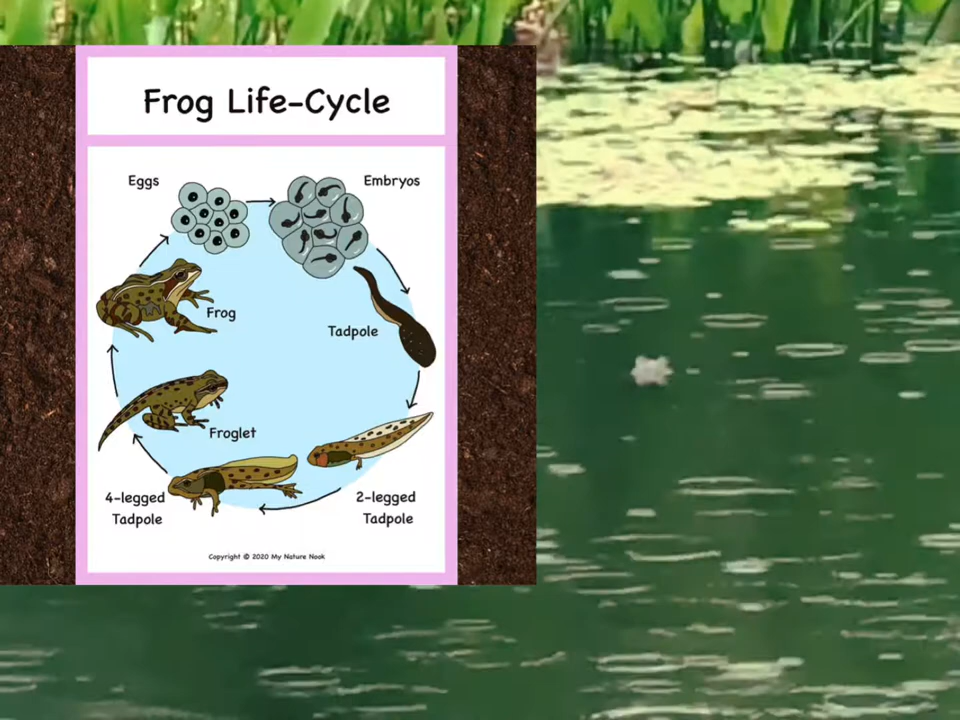 Frog Life-Cycle
Eggs
Embryos
Frog
Tadpole
Froglet
4-legged
Tadpole
2-legged
Tadpole
Copyright © 2020 My Nature Nook